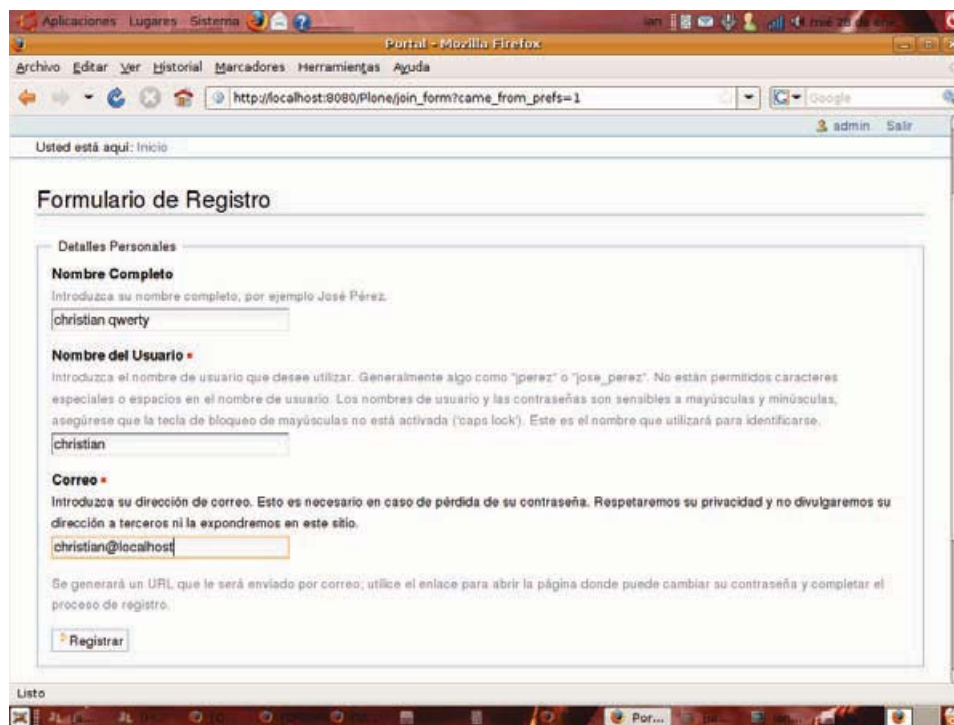 Aplicaciones Lugares Sistema
ian
mié 28 de
Portal - Mozilla Firefox
Archivo Editar Ver Historial Marcadores Herramientas Ayuda
http://localhost:8080/Plone/join_form?came_from_prefs=1
Google
admin Salir
Usted está aquí: Inicio
Formulario de Registro
Detalles Personales
Nombre Completo
Introduzca su nombre completo, por ejemplo José Pérez.
christian qwerty
Nombre del Usuario
Introduzca el nombre de usuario que desee utilizar. Generalmente algo como "jperez" o "jose_perez". No están permitidos caracteres
especiales o espacios en el nombre de usuario. Los nombres de usuario y las contraseñas son sensibles a mayúsculas y minúsculas,
asegúrese que la tecla de bloqueo de mayúsculas no está activada ('caps lock'). Este es el nombre que utilizará para identificarse.
christian
Correo
Introduzca su dirección de correo. Esto es necesario en caso de pérdida de su contraseña. Respetaremos su privacidad y no divulgaremos su
dirección a terceros ni la expondremos en este sitio.
christian@localhost
Se generará un URL que le será enviado por correo; utilice el enlace para abrir la página donde puede cambiar su contraseña y completar el
proceso de registro.
Registrar
Listo
Por...